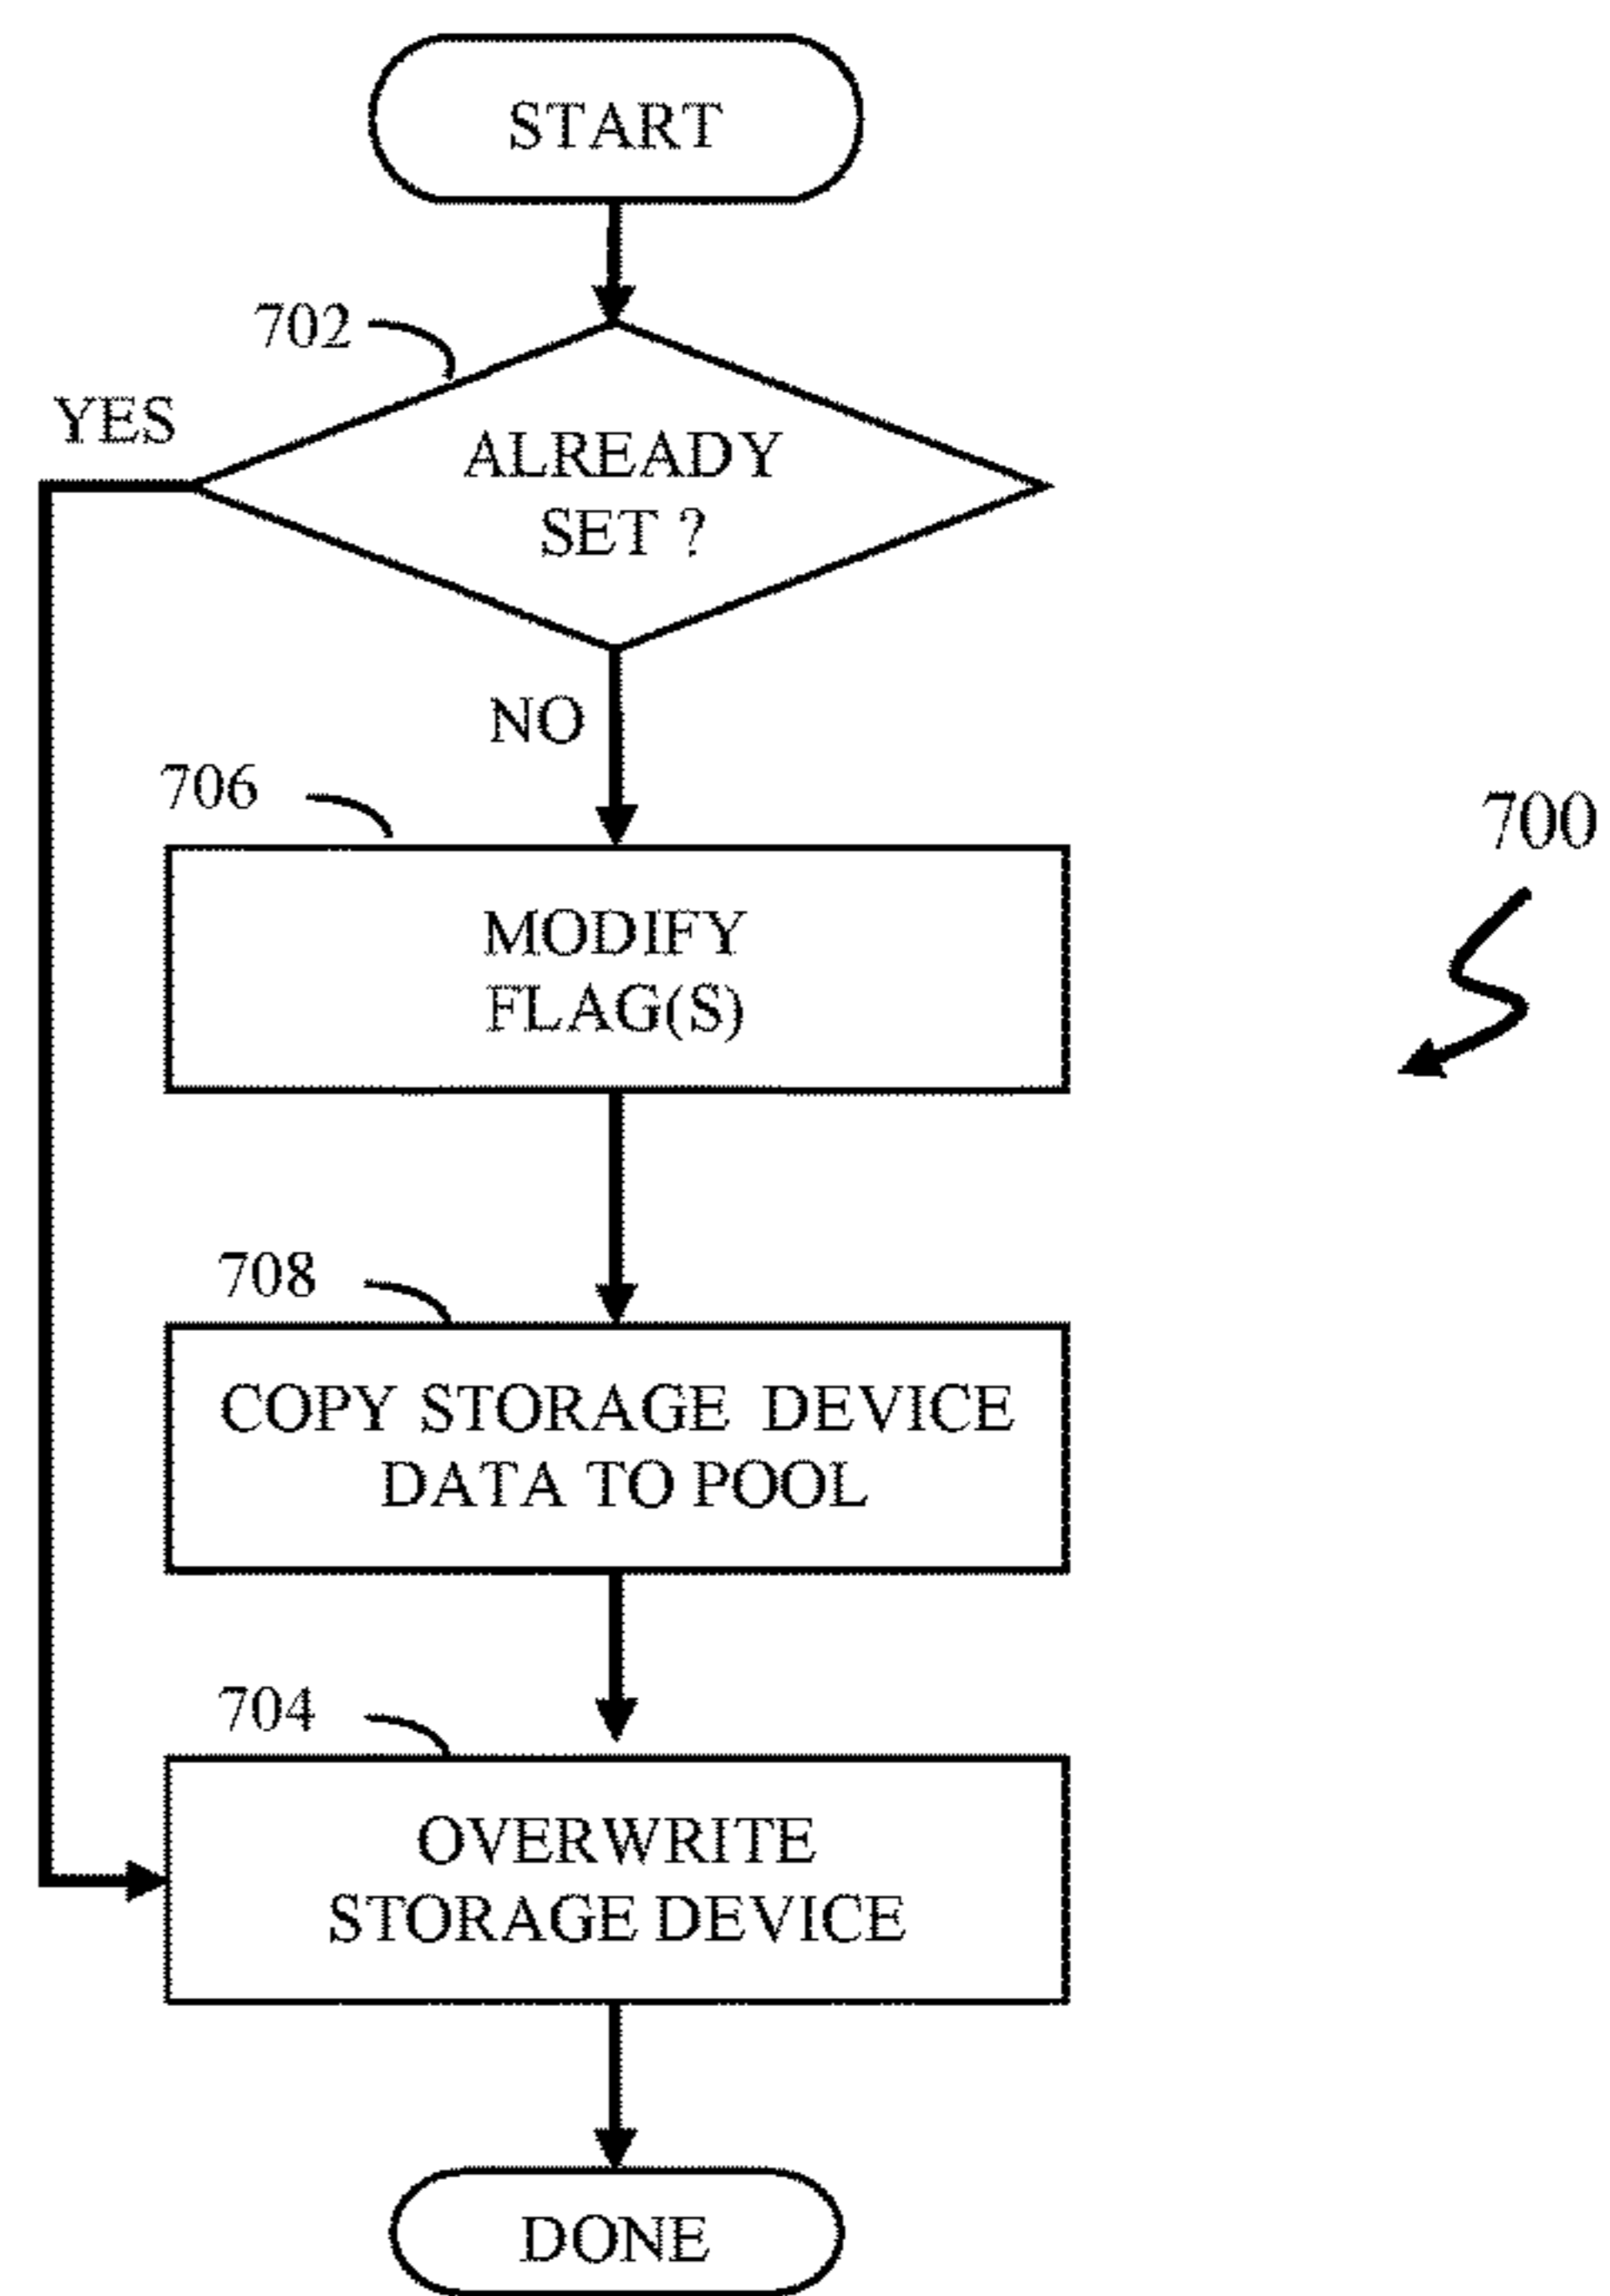 START
702
YES
ALREADY
SET ?
NO
706
700
MODIFY
FLAG(S)
708
COPY STORAGE DEVICE
DATA TO POOL
704
OVERWRITE
STORAGE DEVICE
DONE